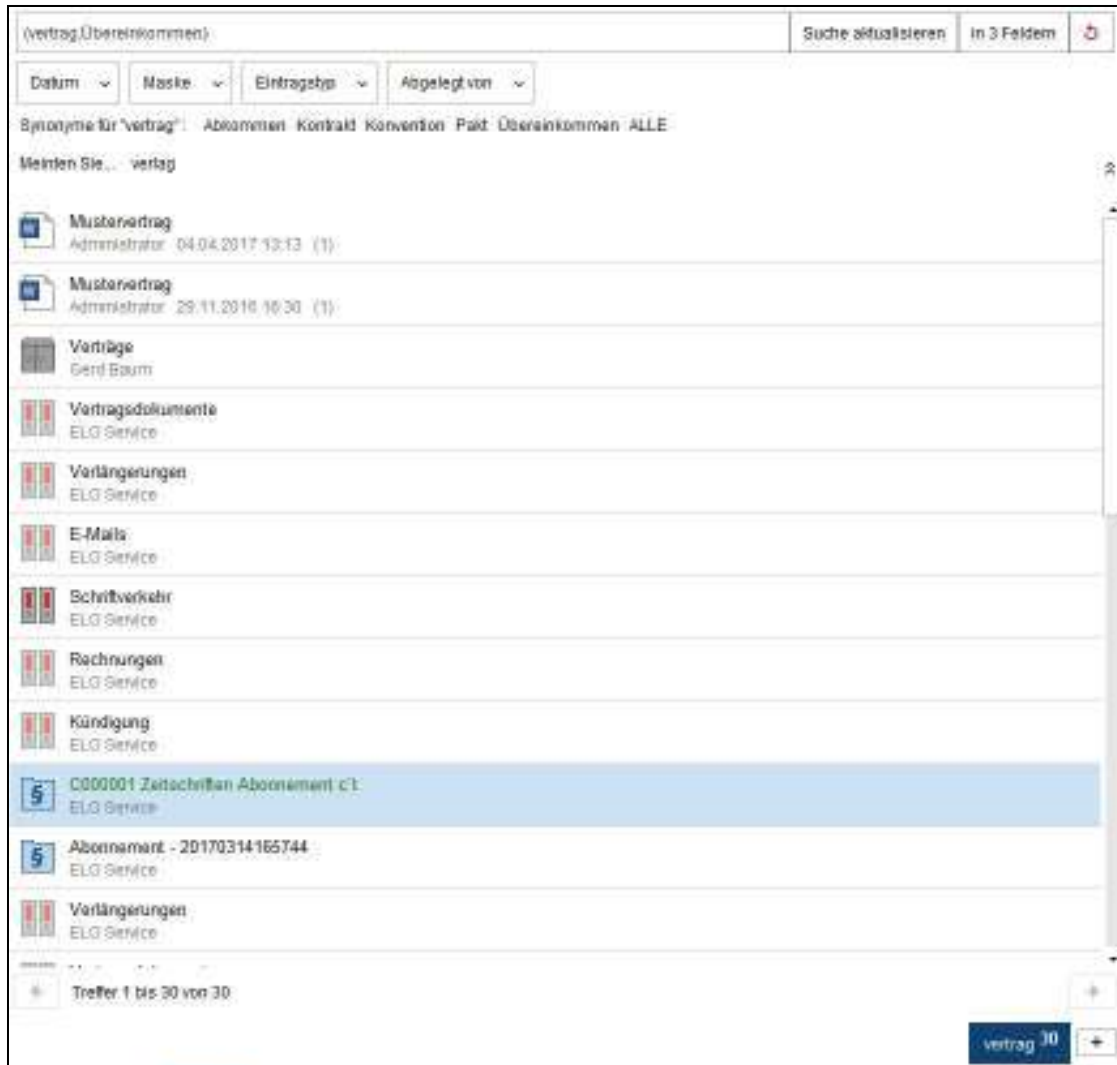 (vertrag,Übereinkommen) Suche aktualisieren in 3 Feldern
Datum Maske Eintragstyp Abgelegt von
Synonyme für "vertrag": Abkommen Kontrakt Konvention Pakt Übereinkommen ALLE
Meinten Sie... verlag
Mustervertrag
Administrator 04.04.2017 13:13 (1)
Mustervertrag
Administrator 29.11.2016 16:30 (1)
Verträge
Gerd Baum
Vertragsdokumente
ELO Service
Verlängerungen
ELO Service
E-Mails
ELO Service
Schriftverkehr
ELO Service
Rechnungen
ELO Service
Kündigung
ELO Service
C000001 Zeitschriften Abonnement c't
ELO Service
Abonnement - 20170314165744
ELO Service
Verlängerungen
ELO Service
Treffer 1 bis 30 von 30
vertrag 30